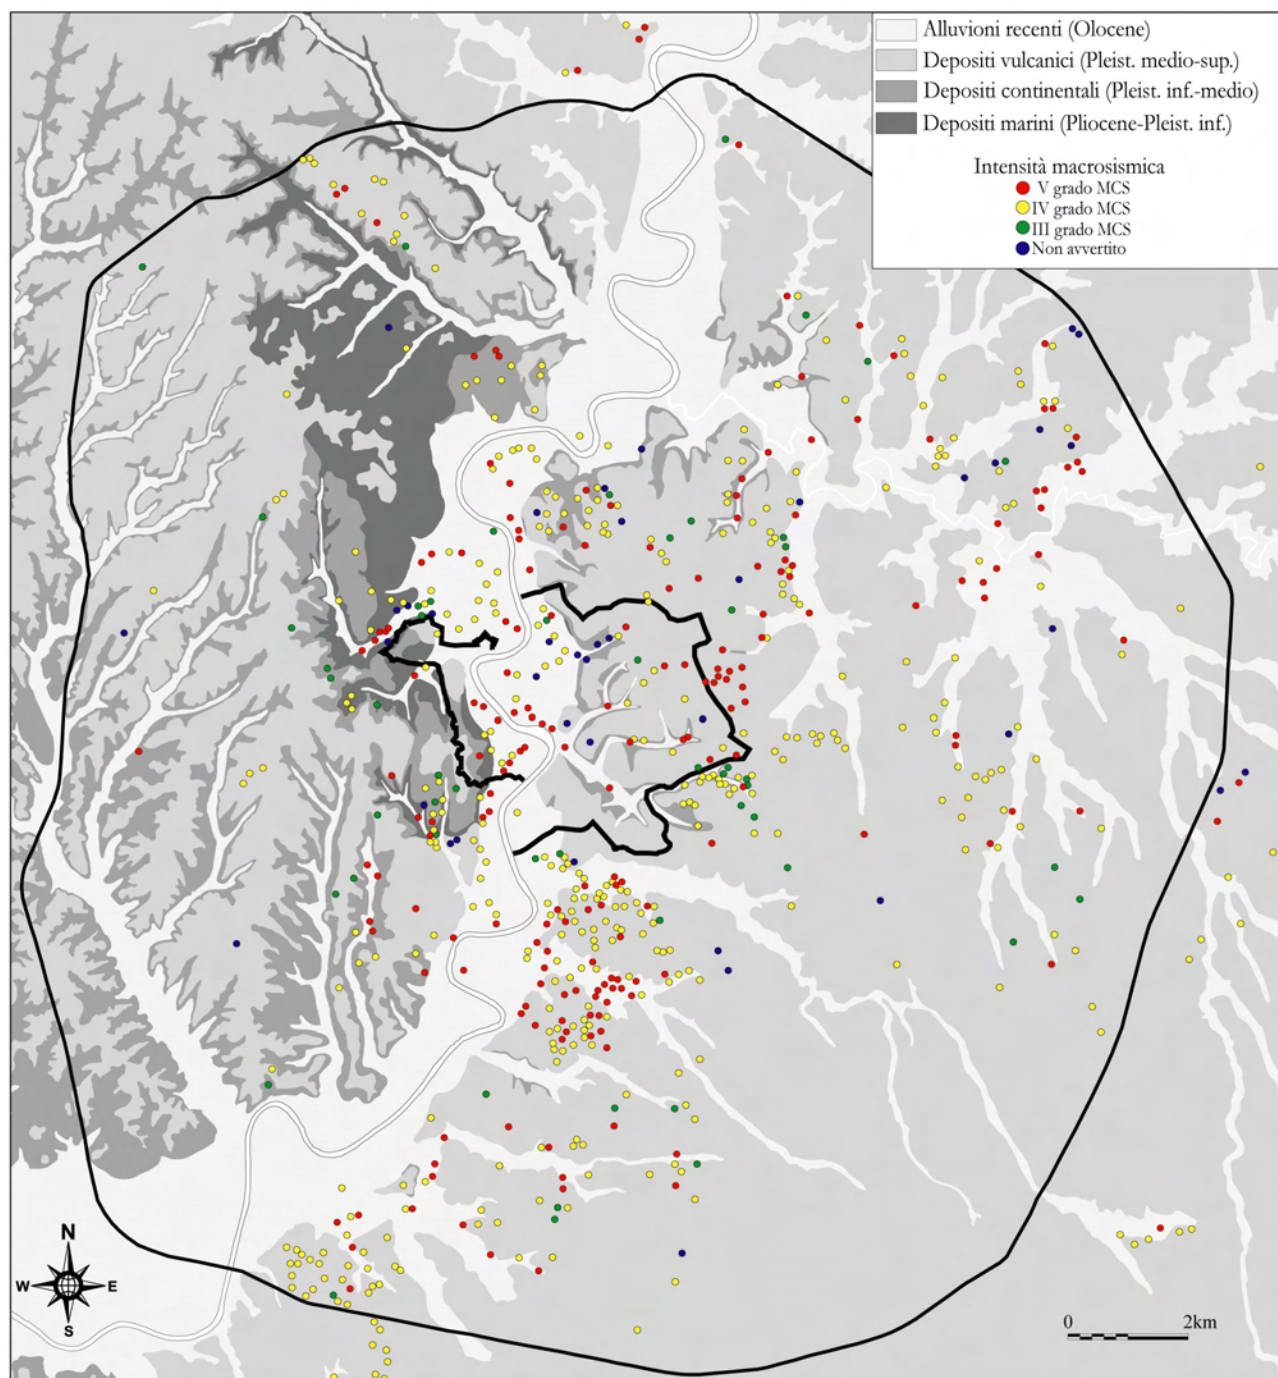 Alluvioni recenti (Olocene)
Depositi vulcanici (Pleist. medio-sup.)
Depositi continentali (Pleist. inf.-medio)
Depositi marini (Pliocene-Pleist. inf.)
Intensità macrosismica
V grado MCS
IV grado MCS
III grado MCS
Non avvertito
N
W E
S
0 2km